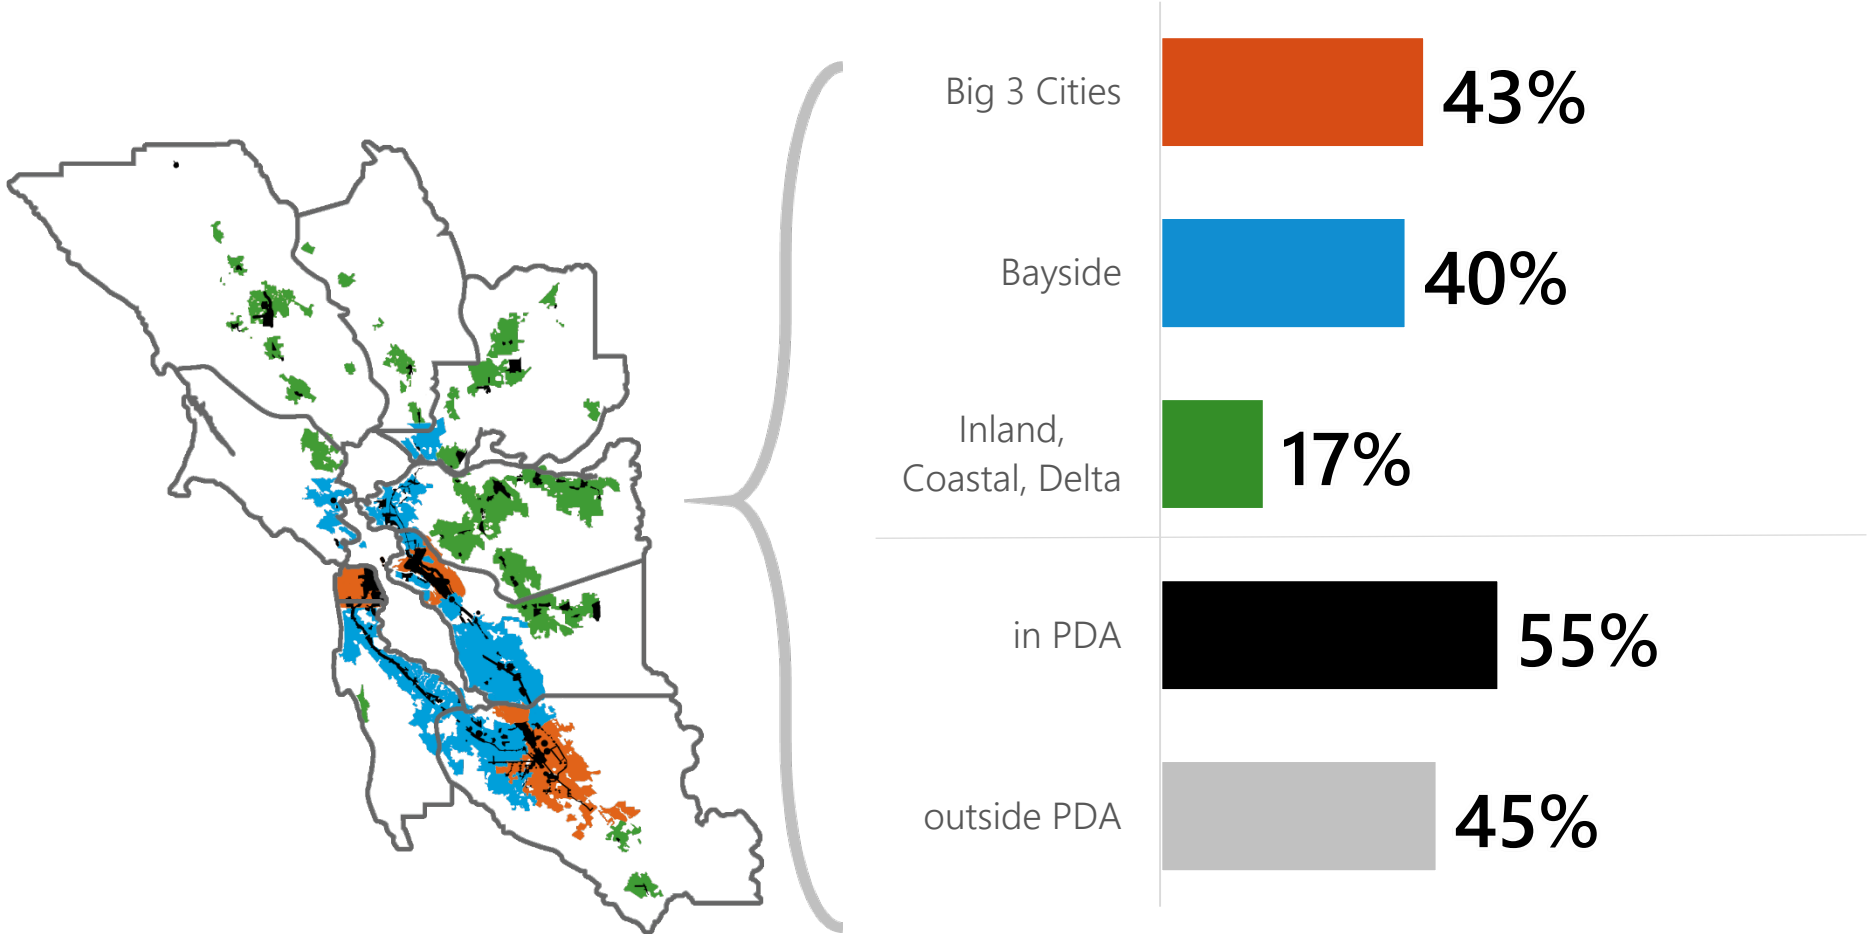 Big 3 Cities
43%
Bayside
40%
Inland,
Coastal, Delta
17%
in PDA
55%
outside PDA
45%